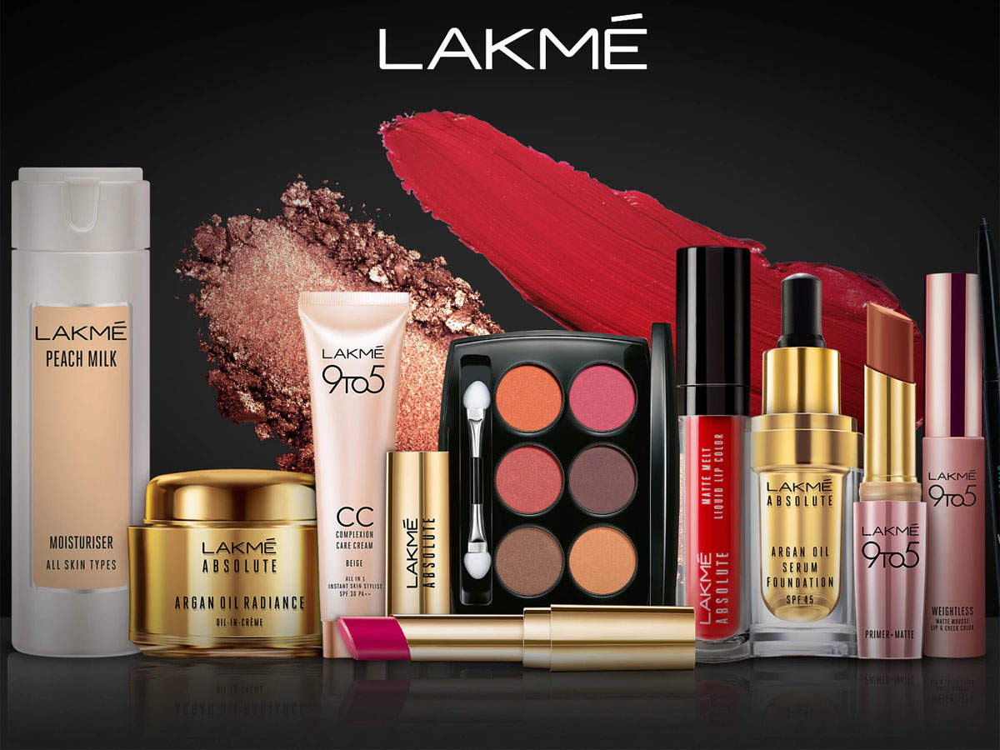 LAKMÉ
LAKMÉ
PEACH MILK
MOISTURISER
ALL SKIN TYPES
LAKMÉ
ABSOLUTE
ARGAN OIL RADIANCE
OIL-IN-CRÈME
LAKMÉ
9TO5
CC
COMPLEXION
CARE CREAM
BEIGE
ALL IN 1
INSTANT SKIN STYLIST
SPF 30 PA++
LAKMÉ
ABSOLUTE
MATTE MELT
LIQUID LIP COLOR
LAKMÉ
ABSOLUTE
LAKMÉ
ABSOLUTE
ARGAN OIL
SERUM
FOUNDATION
SPF 45
LAKMÉ
9TO5
PRIMER+MATTE
LAKMÉ
9TO5
WEIGHTLESS
MATTE MOUSSE
LIP & CHEEK COLOR